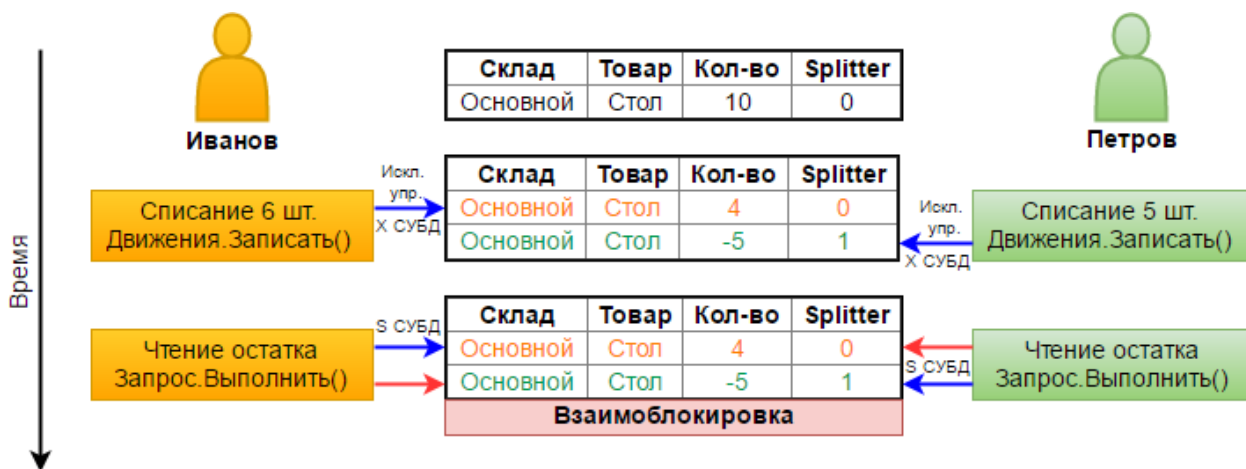 Склад Товар Кол-во Splitter
Основной Стол 10 0
Иванов
Петров
Время
Списание 6 шт.
Движения.Записать()
Искл.
упр.
X СУБД
Склад Товар Кол-во Splitter
Основной Стол 4 0
Основной Стол -5 1
Искл.
упр.
X СУБД
Списание 5 шт.
Движения.Записать()
Чтение остатка
Запрос.Выполнить()
S СУБД
Склад Товар Кол-во Splitter
Основной Стол 4 0
Основной Стол -5 1
Взаимоблокировка
S СУБД
Чтение остатка
Запрос.Выполнить()